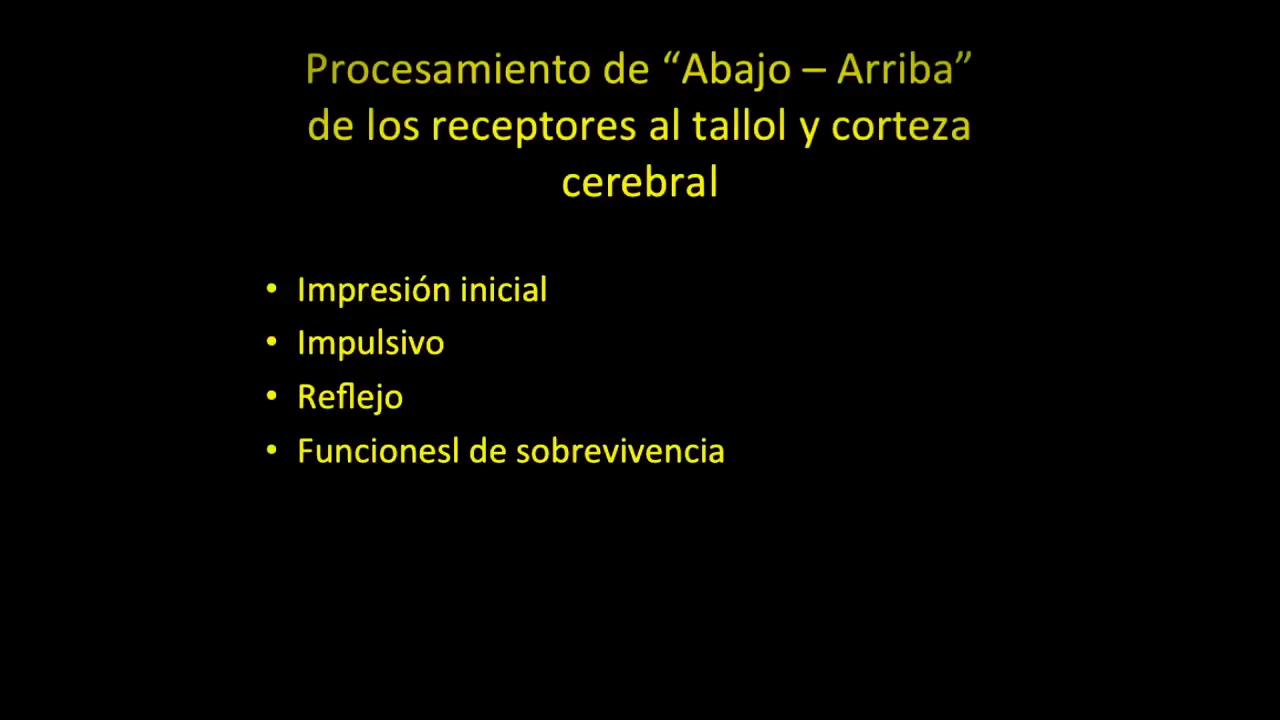 Procesamiento de “Abajo – Arriba”
de los receptores al tallol y corteza
cerebral
• Impresión inicial
• Impulsivo
• Reflejo
• Funcionesl de sobrevivencia